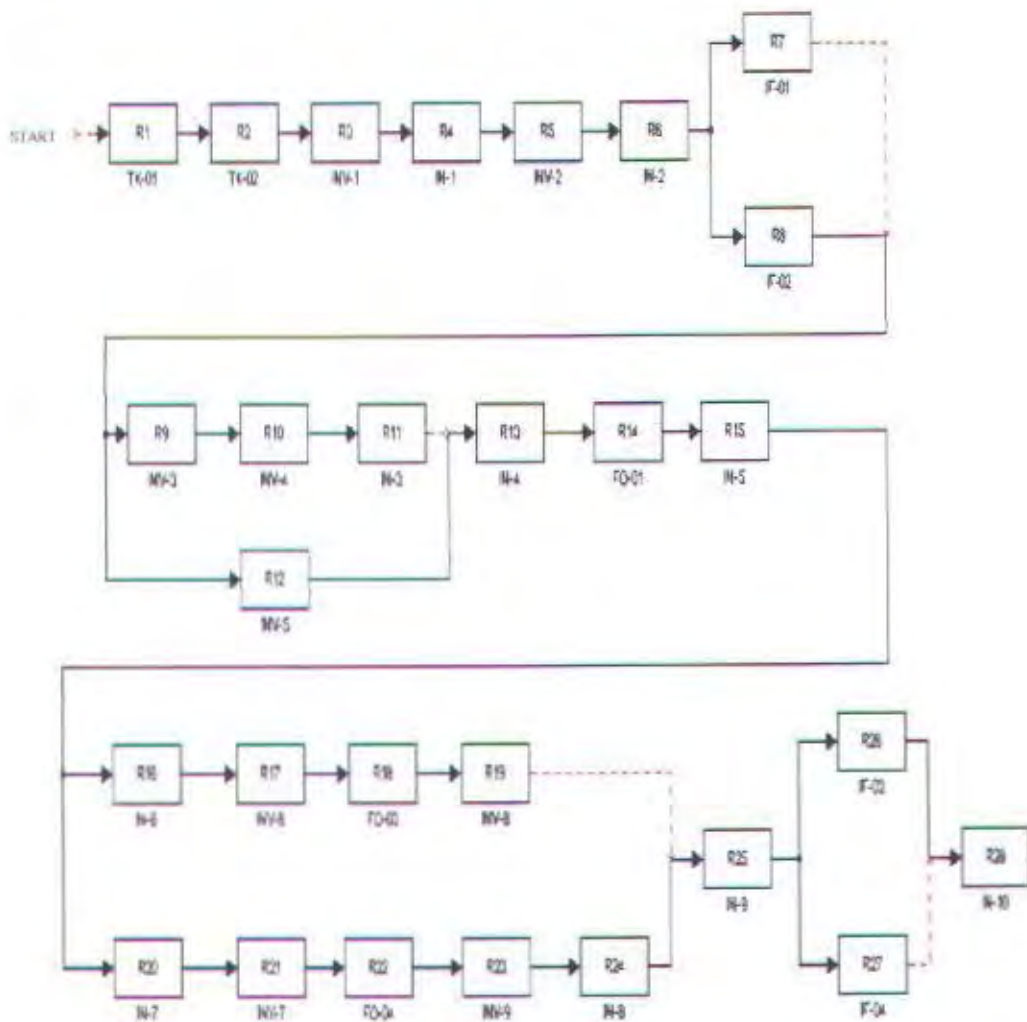 R7
IF-01
START
R1
R2
R3
R4
R5
R6
TK-01
TK-02
INV-1
IN-1
INV-2
IN-2
R8
IF-02
R9
R10
R11
R13
R14
R15
INV-3
INV-4
IN-3
IN-4
FO-01
IN-5
R12
INV-5
R26
IF-03
R16
R17
R18
R19
IN-6
INV-6
INV-8
R25
R28
IN-9
IN-10
R20
R21
R22
R23
R24
R27
IN-7
INV-7
FO-04
INV-9
IN-8
IF-04